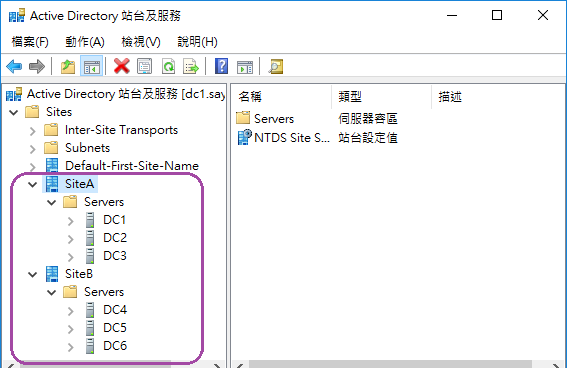 Active Directory 站台及服務
檔案(F) 動作(A) 檢視(V) 說明(H)
Active Directory 站台及服務 [dc1.say
Sites
Inter-Site Transports
Subnets
Default-First-Site-Name
SiteA
Servers
DC1
DC2
DC3
SiteB
Servers
DC4
DC5
DC6
名稱 類型 描述
Servers 伺服器容區
NTDS Site S... 站台設定值